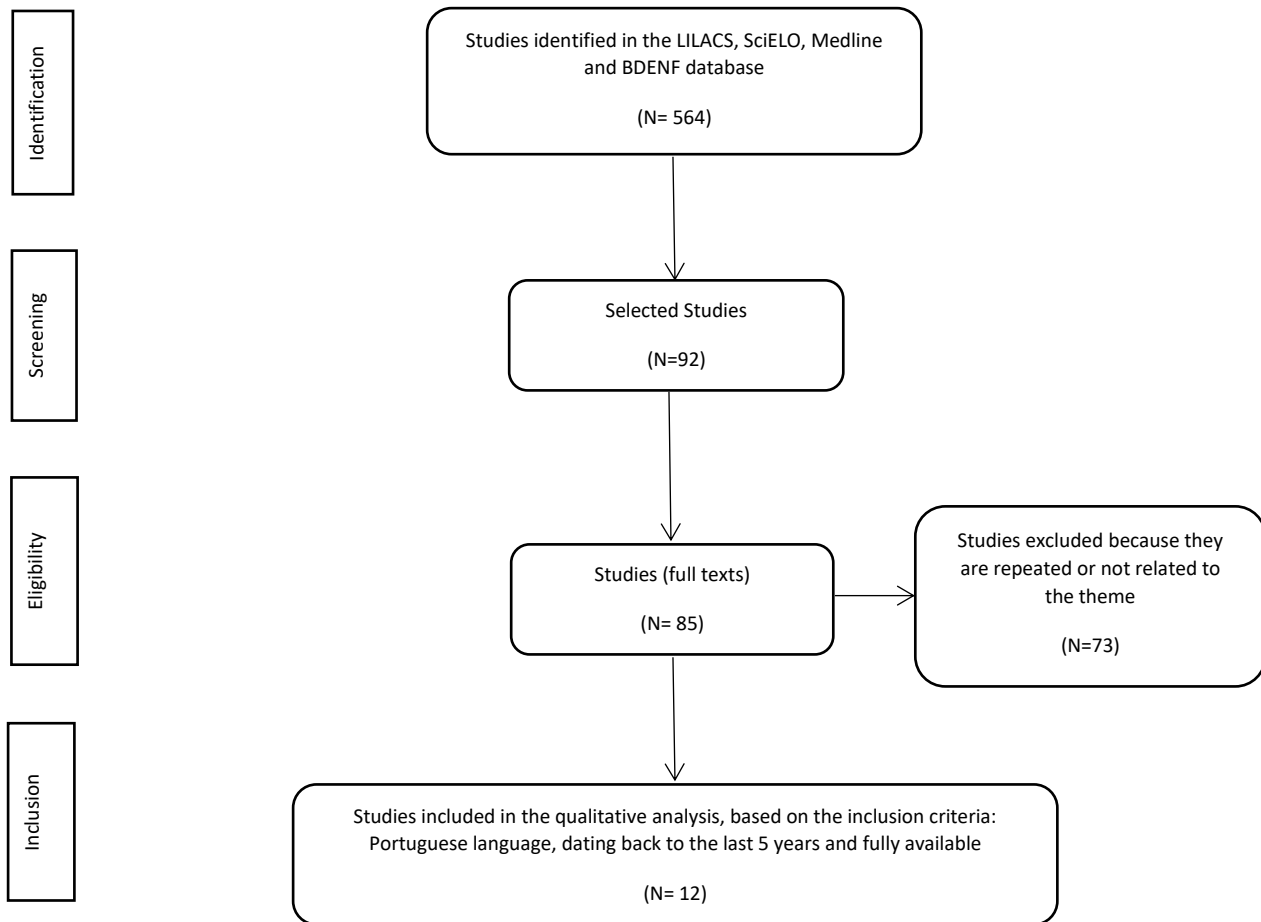 Identification
Studies identified in the LILACS, SciELO, Medline
and BDENF database
(N= 564)
Screening
Selected Studies
(N=92)
Eligibility
Studies (full texts)
(N= 85)
Studies excluded because they
are repeated or not related to
the theme
(N=73)
Inclusion
Studies included in the qualitative analysis, based on the inclusion criteria:
Portuguese language, dating back to the last 5 years and fully available
(N= 12)